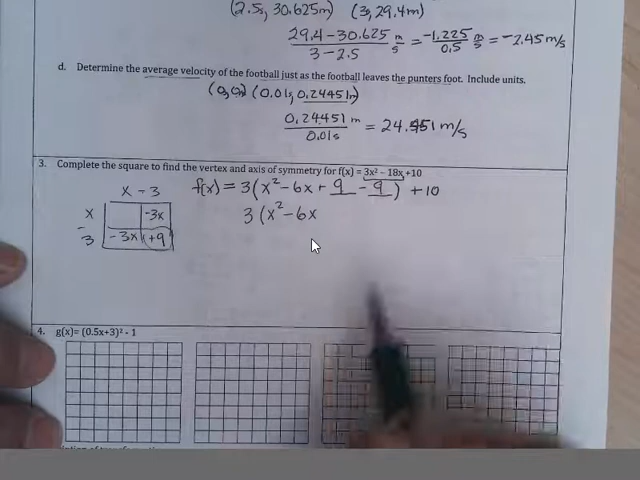 (2.5s, 30.625m) (3s, 29.4m)
29.4 - 30.625 m = -1.225 m = -2.45 m/s
3 - 2.5 s 0.5 s
d. Determine the average velocity of the football just as the football leaves the punters foot. Include units.
(0,0) (0.01s, 0.24451m)
0.24451 m = 24.451 m/s
0.01s
3. Complete the square to find the vertex and axis of symmetry for f(x) = 3x² - 18x +10
x - 3 f(x) = 3(x² - 6x + 9 - 9) + 10
x -3x 3(x² - 6x
-
3 -3x +9
4. g(x)= (0.5x+3)² - 1